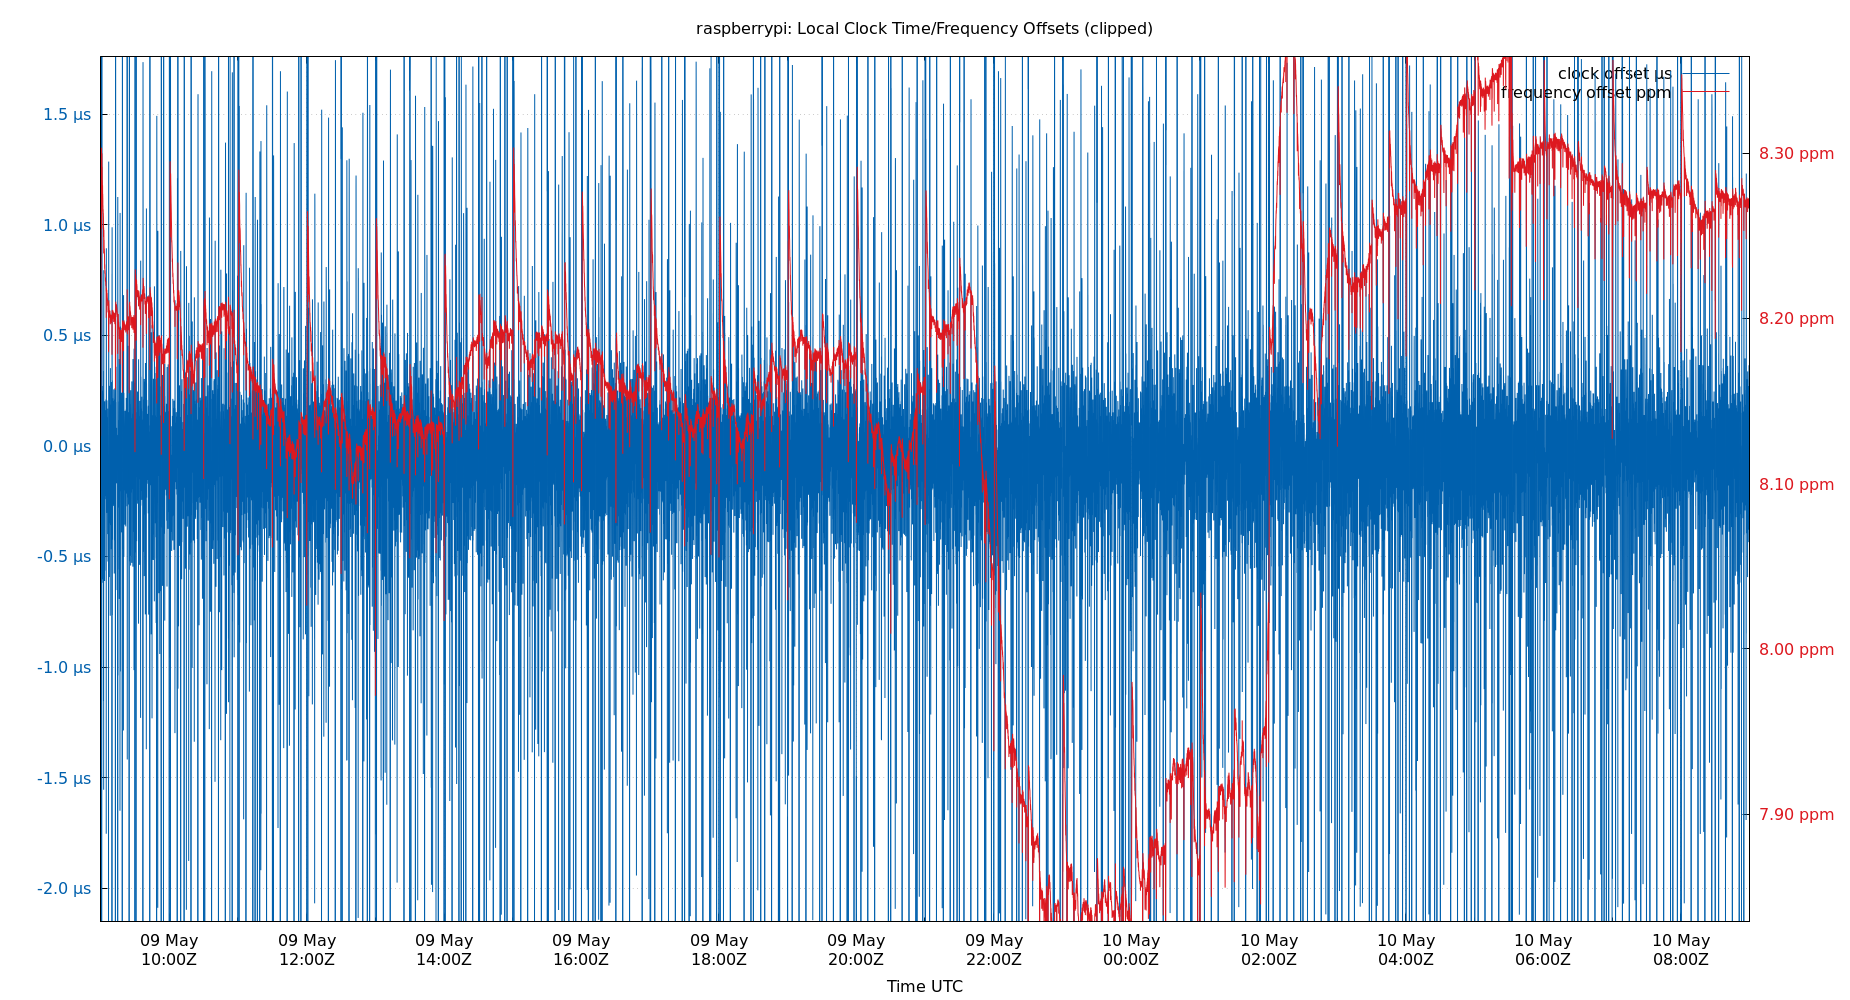 raspberrypi: Local Clock Time/Frequency Offsets (clipped)
clock offset µs
frequency offset ppm
1.5 µs
1.0 µs
0.5 µs
0.0 µs
-0.5 µs
-1.0 µs
-1.5 µs
-2.0 µs
8.30 ppm
8.20 ppm
8.10 ppm
8.00 ppm
7.90 ppm
09 May 09 May 09 May 09 May 09 May 09 May 09 May 10 May 10 May 10 May 10 May 10 May
10:00Z 12:00Z 14:00Z 16:00Z 18:00Z 20:00Z 22:00Z 00:00Z 02:00Z 04:00Z 06:00Z 08:00Z
Time UTC